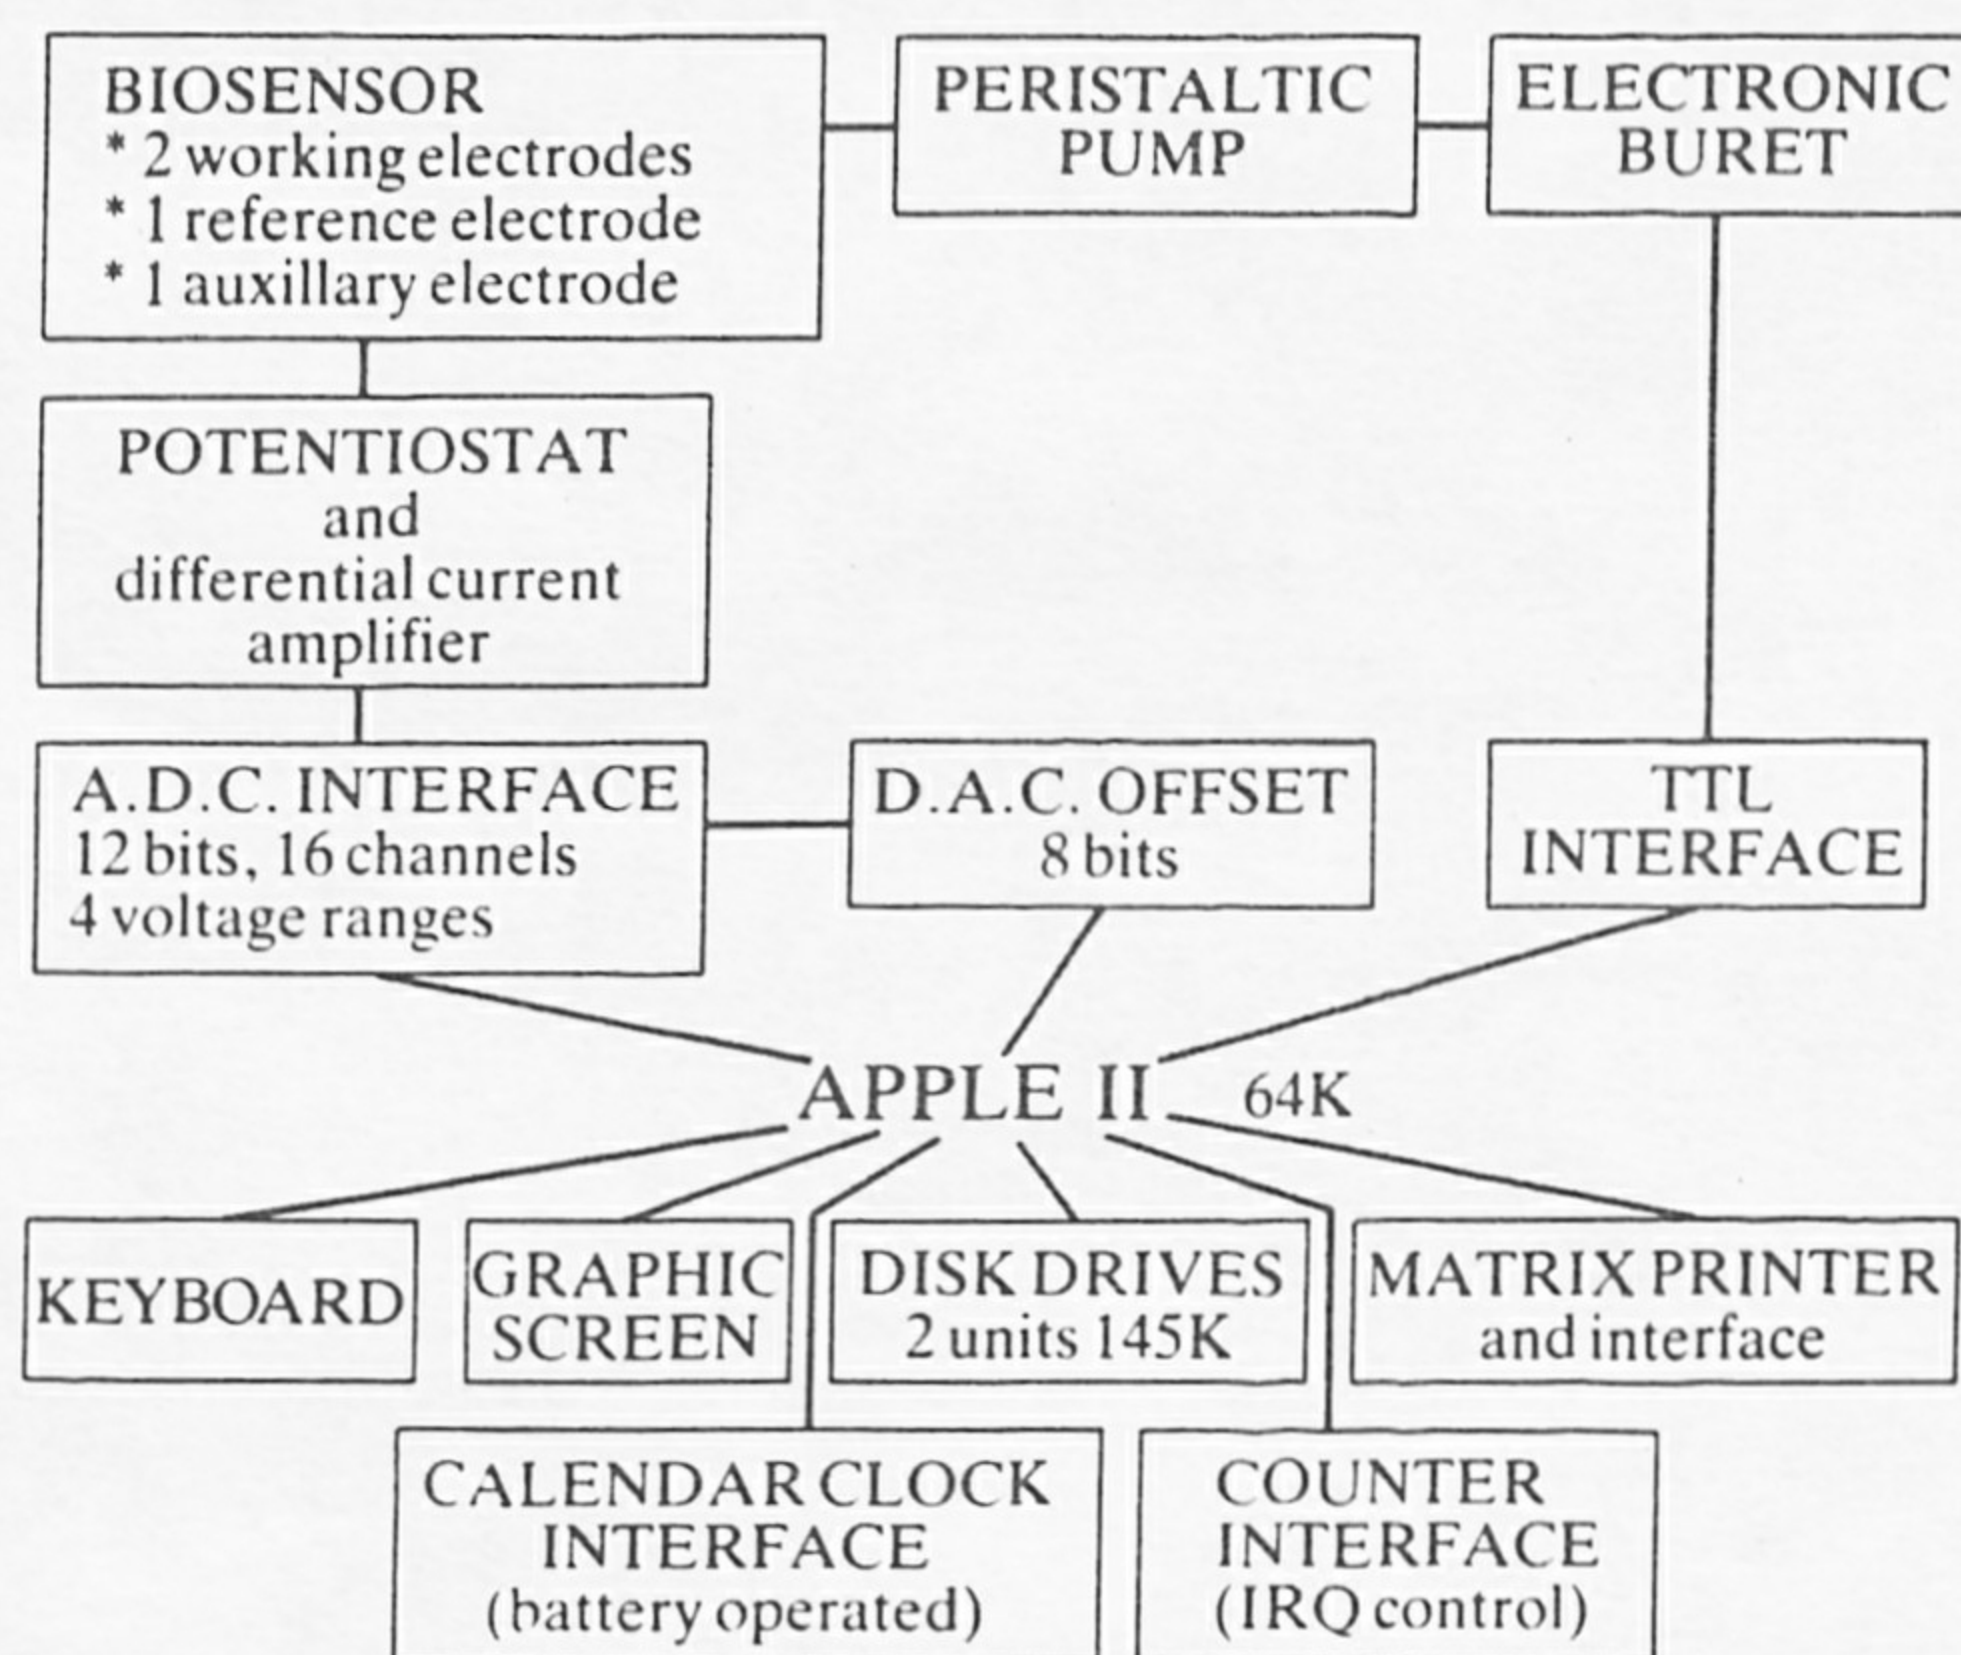 BIOSENSOR
* 2 working electrodes
* 1 reference electrode
* 1 auxillary electrode
PERISTALTIC
PUMP
ELECTRONIC
BURET
POTENTIOSTAT
and
differential current
amplifier
A.D.C. INTERFACE
12 bits, 16 channels
4 voltage ranges
D.A.C. OFFSET
8 bits
TTL
INTERFACE
APPLE II 64K
KEYBOARD
GRAPHIC
SCREEN
DISK DRIVES
2 units 145K
MATRIX PRINTER
and interface
CALENDAR CLOCK
INTERFACE
(battery operated)
COUNTER
INTERFACE
(IRQ control)